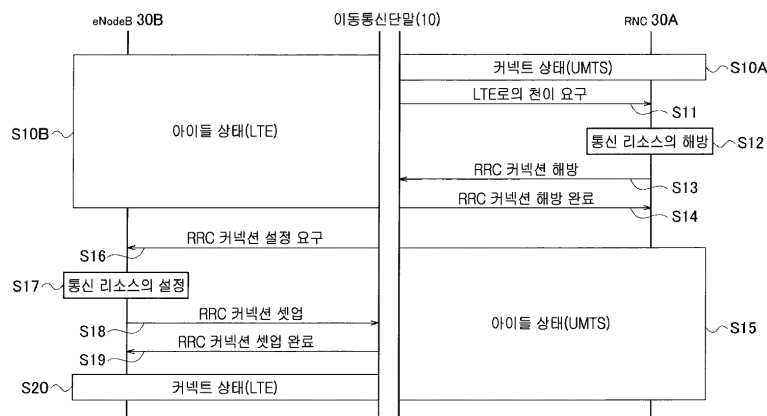 eNodeB 30B
이동통신단말(10)
RNC 30A
커넥트 상태(UMTS)
S10A
LTE로의 천이 요구
S11
S10B
아이들 상태(LTE)
통신 리소스의 해방
S12
RRC 커넥션 해방
S13
RRC 커넥션 해방 완료
S14
RRC 커넥션 설정 요구
S16
S17
통신 리소스의 설정
RRC 커넥션 셋업
S18
아이들 상태(UMTS)
S15
RRC 커넥션 셋업 완료
S19
S20
커넥트 상태(LTE)